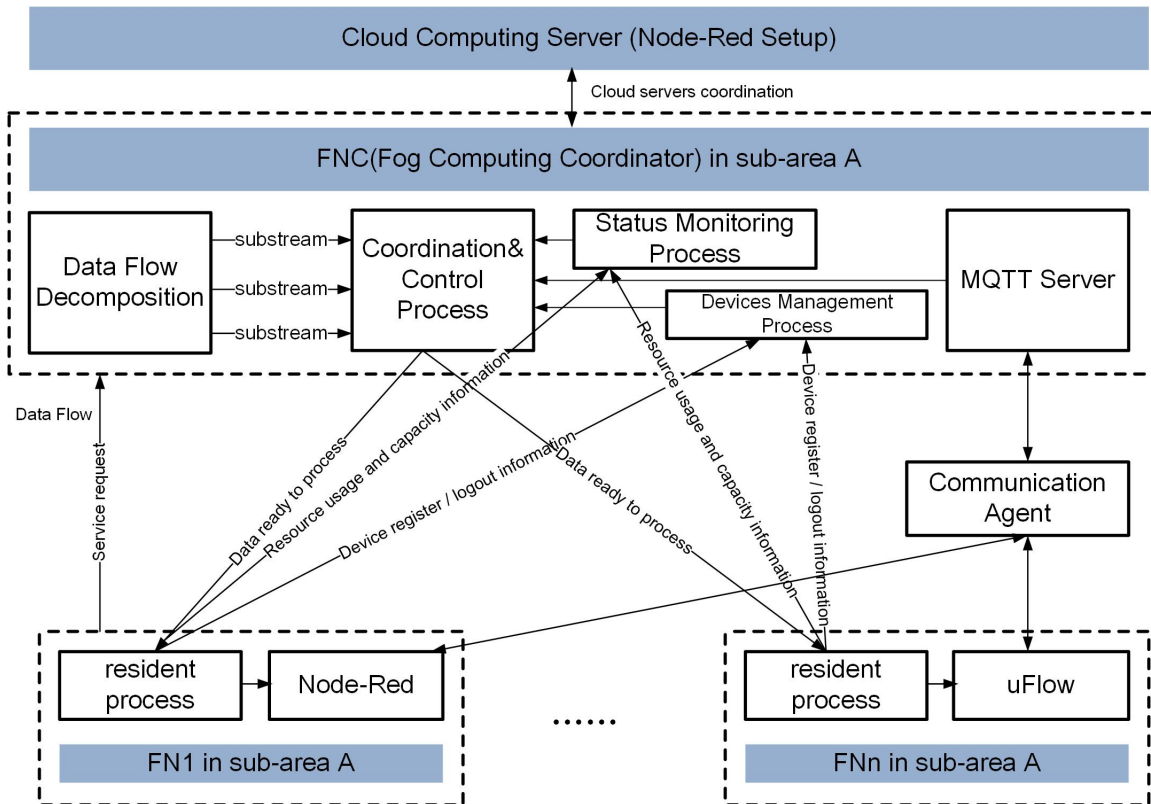 Cloud Computing Server (Node-Red Setup)
Cloud servers coordination
FNC(Fog Computing Coordinator) in sub-area A
Data Flow
Decomposition
substream
substream
substream
Coordination&
Control
Process
Status Monitoring
Process
Devices Management
Process
MQTT Server
Data Flow
Service request
Data ready to process
Resource usage and capacity information
Device register / logout information
Data ready to process
Resource usage and capacity information
Device register / logout information
Communication
Agent
resident
process
Node-Red
FN1 in sub-area A
......
resident
process
uFlow
FNn in sub-area A